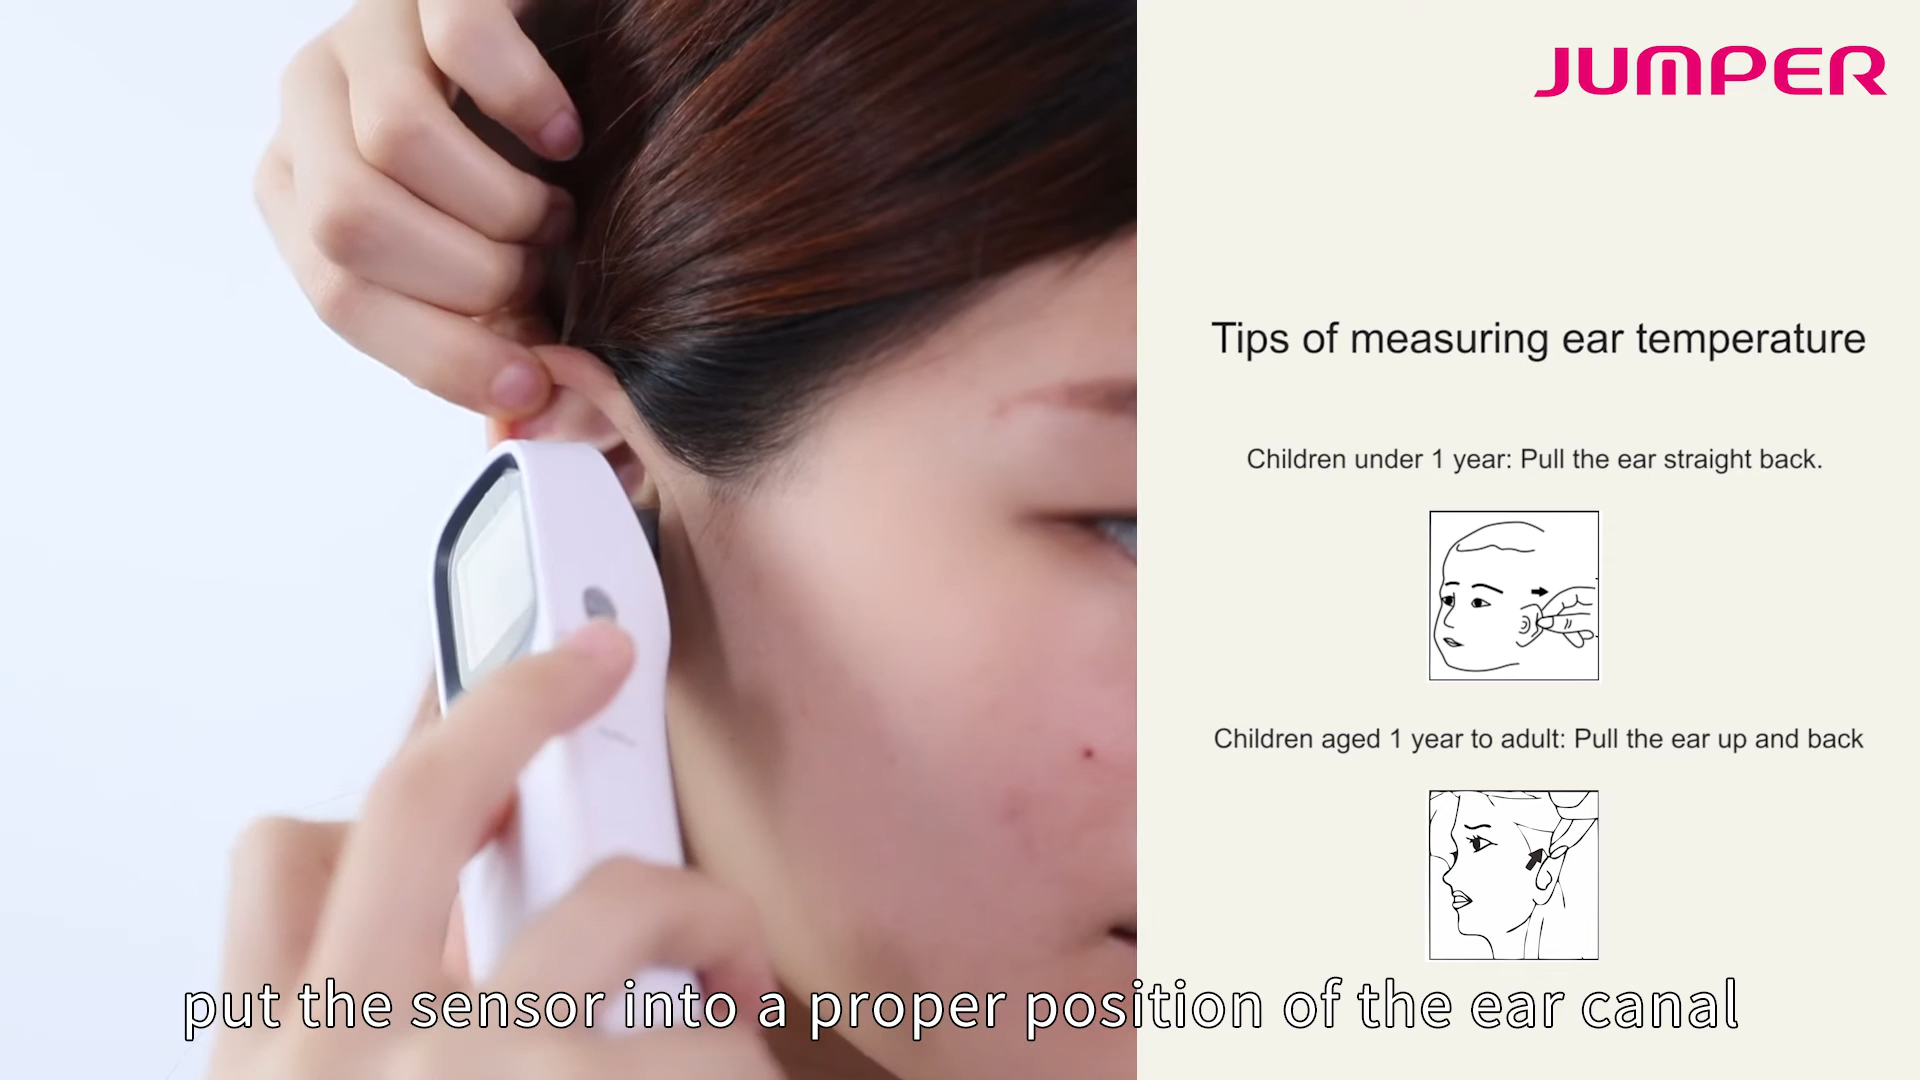 JUMPER
Tips of measuring ear temperature
Children under 1 year: Pull the ear straight back.
Children aged 1 year to adult: Pull the ear up and back
put the sensor into a proper position of the ear canal